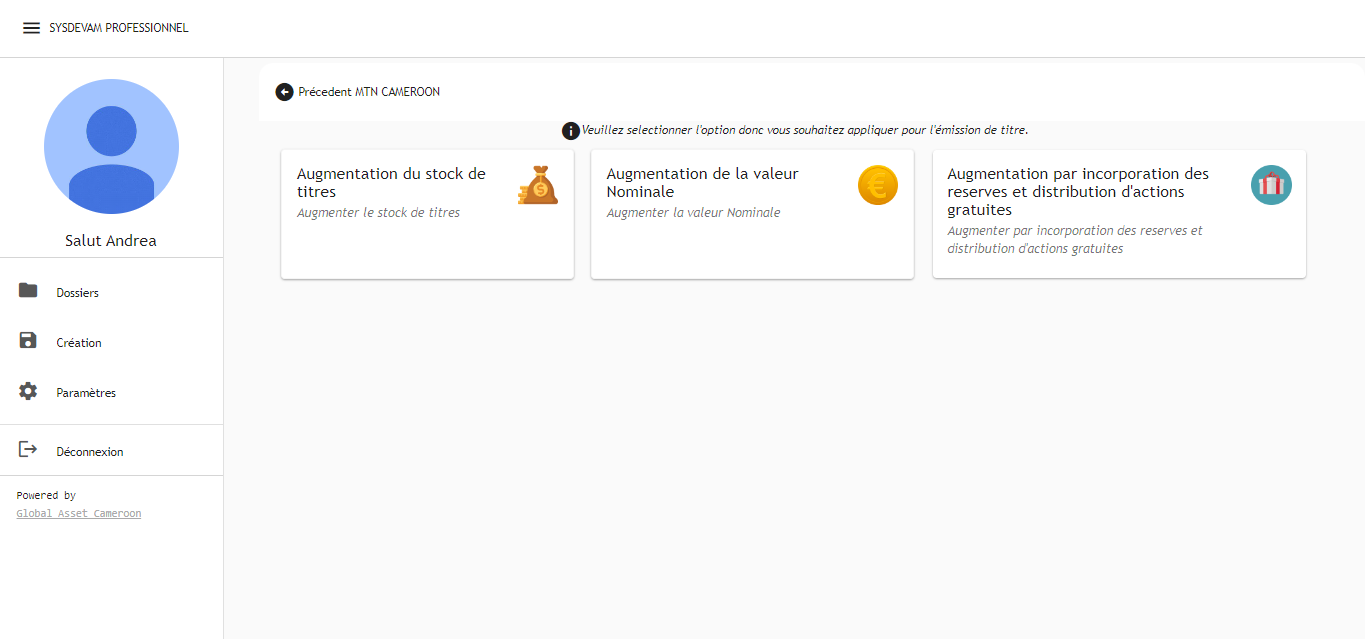 SYSDEVAM PROFESSIONNEL
Salut Andrea
Dossiers
Création
Paramètres
Déconnexion
Powered by
Global Asset Cameroon
Précedent MTN CAMEROON
Veuillez selectionner l'option donc vous souhaitez appliquer pour l'émission de titre.
Augmentation du stock de
titres
Augmenter le stock de titres
Augmentation de la valeur
Nominale
Augmenter la valeur Nominale
Augmentation par incorporation des
reserves et distribution d'actions
gratuites
Augmenter par incorporation des reserves et
distribution d'actions gratuites